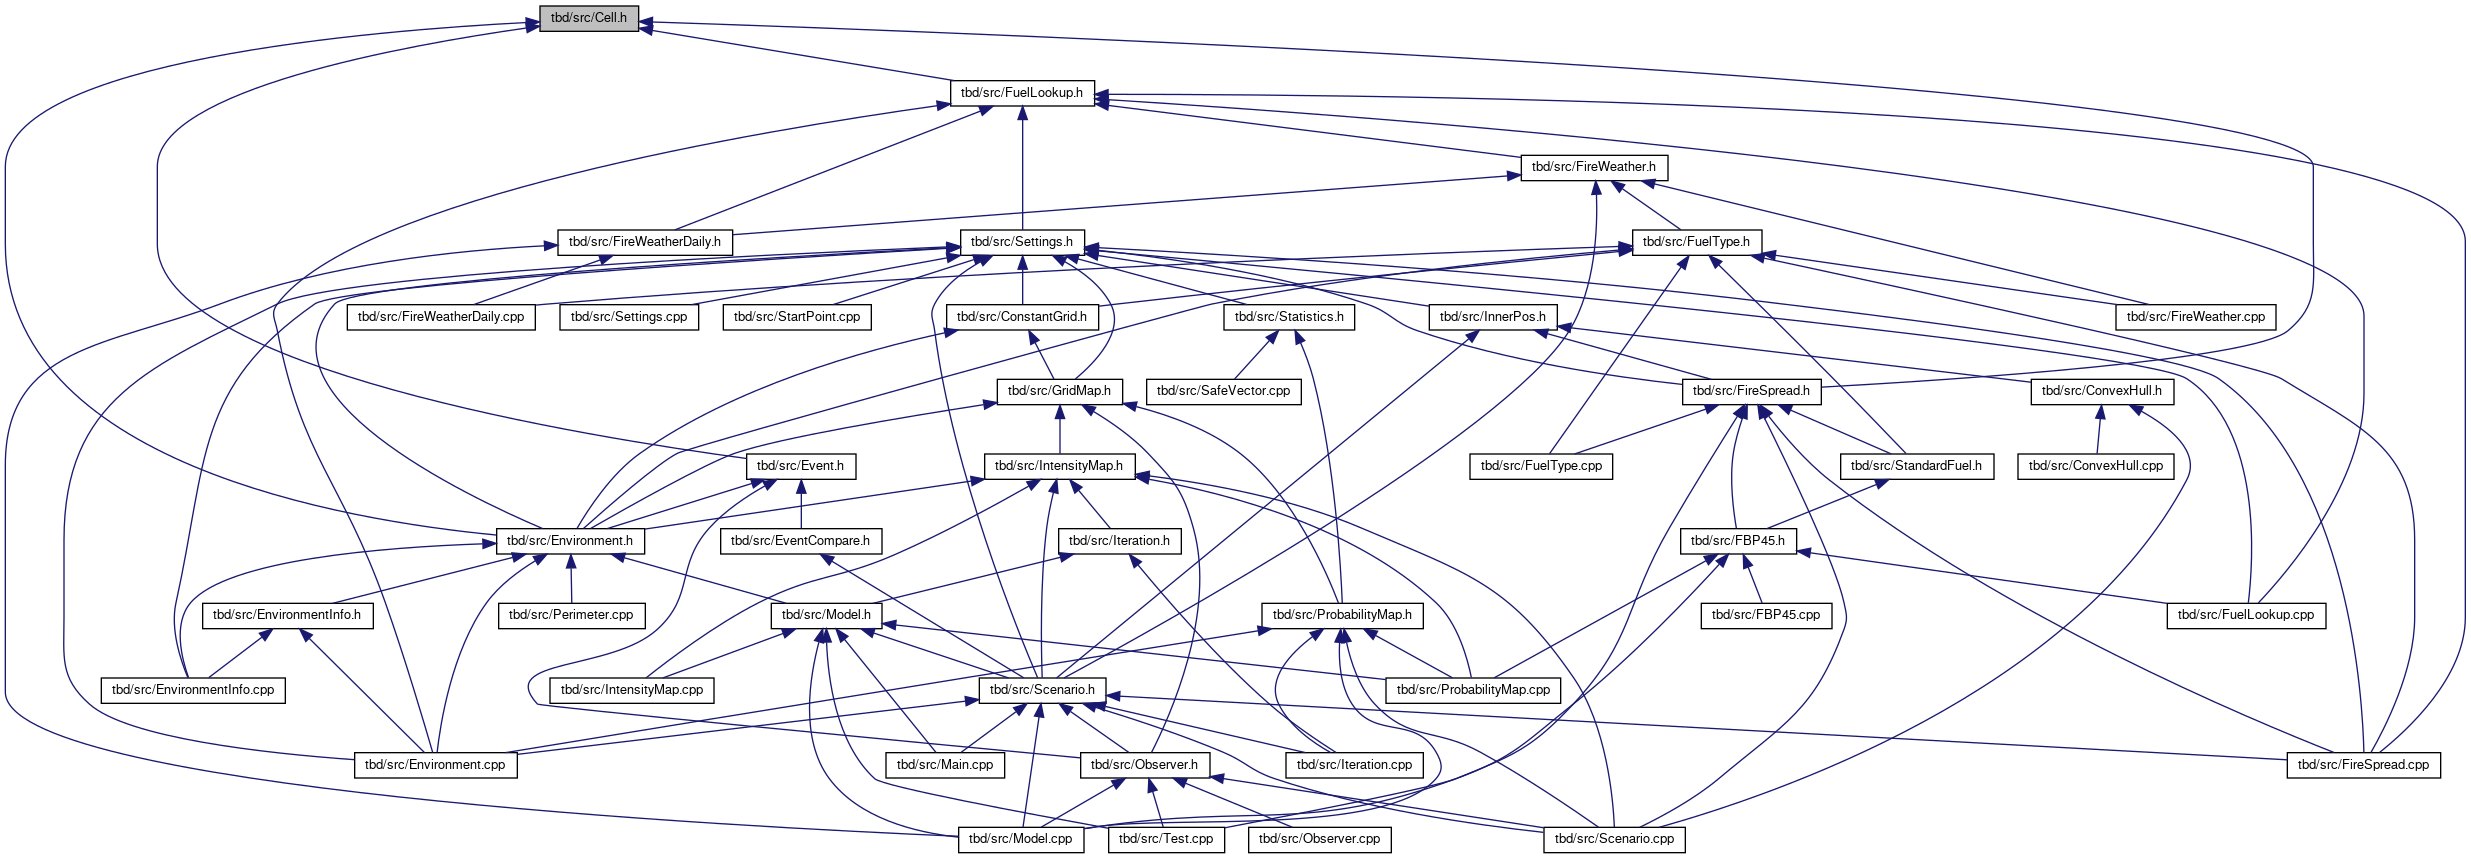 tbd/src/Cell.h
tbd/src/FuelLookup.h
tbd/src/FireWeather.h
tbd/src/FireWeatherDaily.h
tbd/src/Settings.h
tbd/src/FuelType.h
tbd/src/FireWeatherDaily.cpp
tbd/src/Settings.cpp
tbd/src/StartPoint.cpp
tbd/src/ConstantGrid.h
tbd/src/Statistics.h
tbd/src/InnerPos.h
tbd/src/FireWeather.cpp
tbd/src/GridMap.h
tbd/src/SafeVector.cpp
tbd/src/FireSpread.h
tbd/src/ConvexHull.h
tbd/src/Event.h
tbd/src/IntensityMap.h
tbd/src/FuelType.cpp
tbd/src/StandardFuel.h
tbd/src/ConvexHull.cpp
tbd/src/Environment.h
tbd/src/EventCompare.h
tbd/src/Iteration.h
tbd/src/FBP45.h
tbd/src/EnvironmentInfo.h
tbd/src/Perimeter.cpp
tbd/src/Model.h
tbd/src/ProbabilityMap.h
tbd/src/FBP45.cpp
tbd/src/FuelLookup.cpp
tbd/src/EnvironmentInfo.cpp
tbd/src/IntensityMap.cpp
tbd/src/Scenario.h
tbd/src/ProbabilityMap.cpp
tbd/src/Environment.cpp
tbd/src/Main.cpp
tbd/src/Observer.h
tbd/src/Iteration.cpp
tbd/src/FireSpread.cpp
tbd/src/Model.cpp
tbd/src/Test.cpp
tbd/src/Observer.cpp
tbd/src/Scenario.cpp